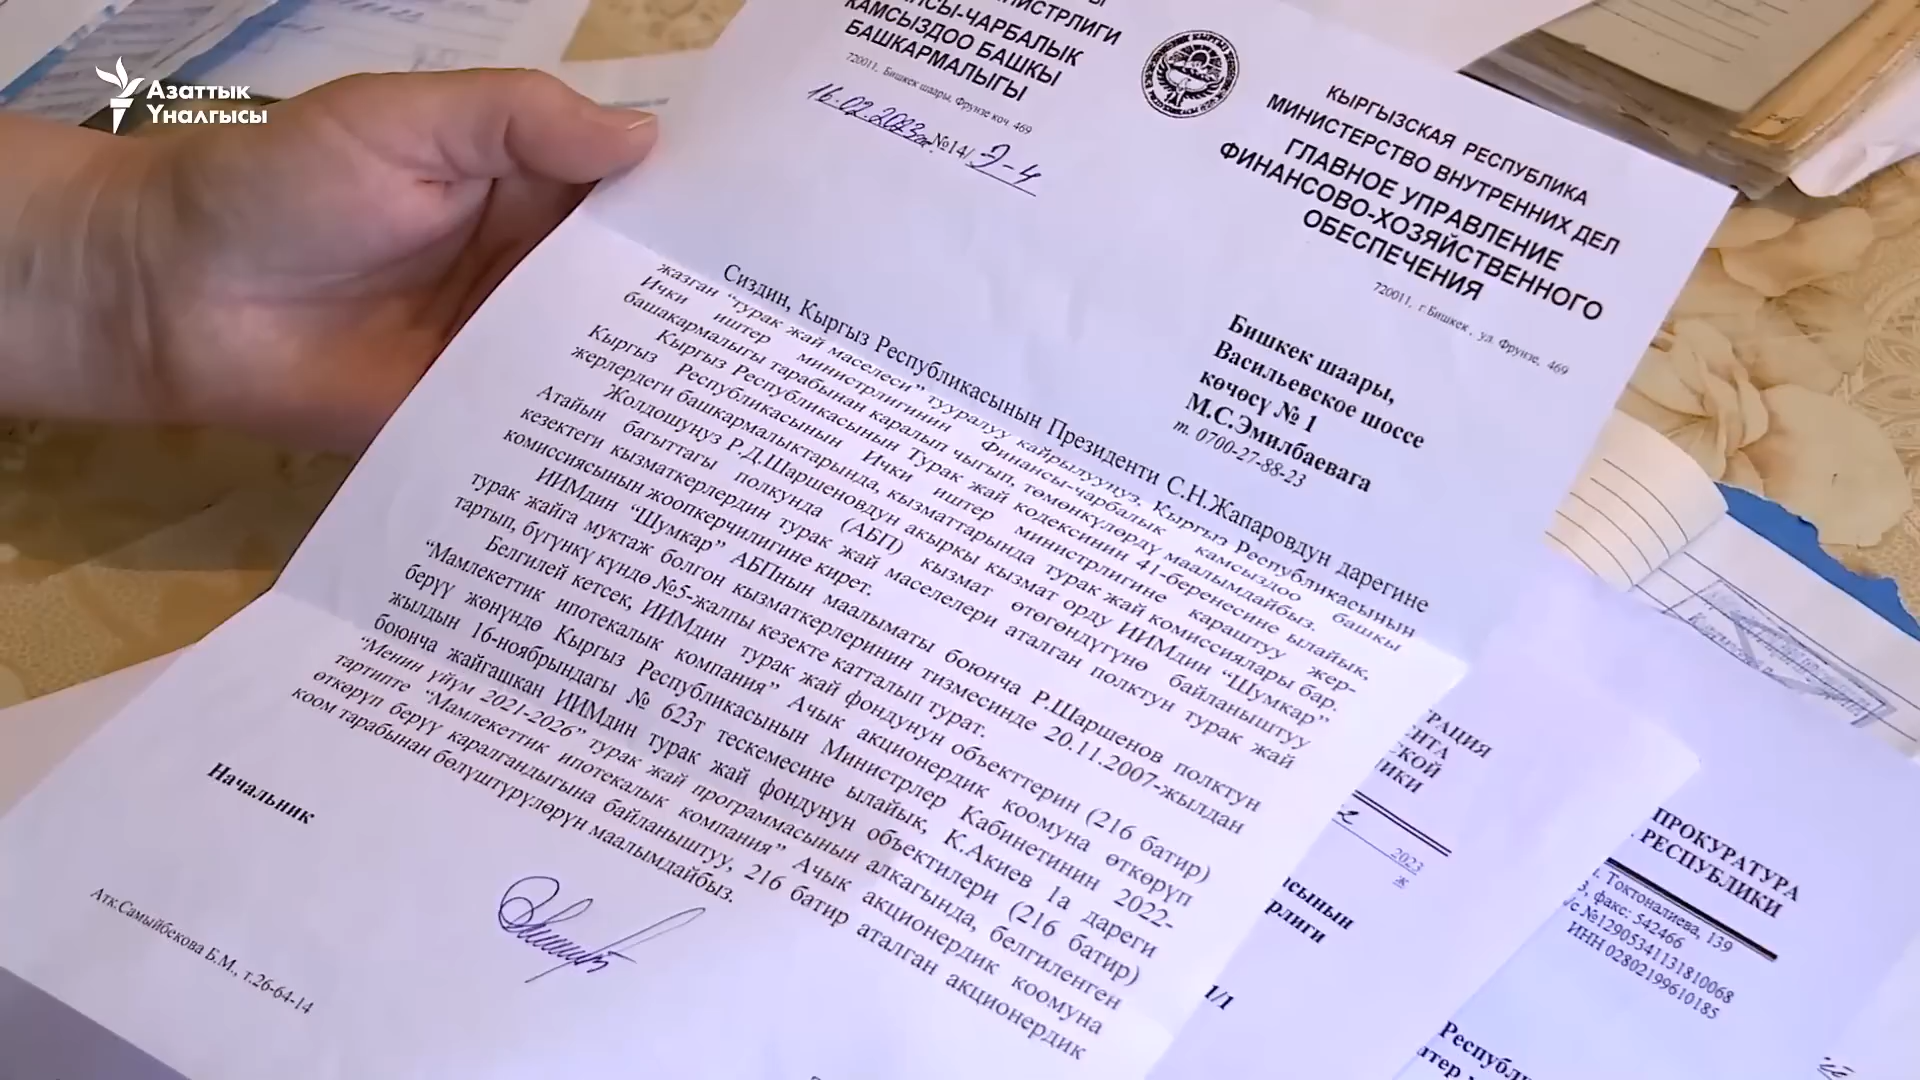 Азаттык
Үналгысы
МИНИСТРЛИГИ
ФИНАНСЫ-ЧАРБАЛЫК
КАМСЫЗДОО БАШКЫ
БАШКАРМАЛЫГЫ
720011, Бишкек шаары, Фрунзе көч. 469
16.02.2023 №14/Э-4
КЫРГЫЗСКАЯ РЕСПУБЛИКА
МИНИСТЕРСТВО ВНУТРЕННИХ ДЕЛ
ГЛАВНОЕ УПРАВЛЕНИЕ
ФИНАНСОВО-ХОЗЯЙСТВЕННОГО
ОБЕСПЕЧЕНИЯ
720011, г.Бишкек, ул. Фрунзе, 469
Бишкек шаары,
Васильевское шоссе
көчөсү № 1
М.С.Эмилбаевага
т. 0700-27-88-23
Сиздин, Кыргыз Республикасынын Президенти С.Н.Жапаровдун дарегине
жазган “турак жай маселеси” тууралуу кайрылууңуз, Кыргыз Республикасынын
Ички иштер министрлигинин Финансы-чарбалык камсыздоо башкы
башакармалыгы тарабынан каралып чыгып, төмөнкүлөрдү маалымдайбыз.
Кыргыз Республикасынын Турак жай кодексинин 41-беренесине ылайык,
Кыргыз Республикасынын Ички иштер министрлигине караштуу жер-
жерлердеги башкармалыктарында, кызматтарында турак жай комиссиялары бар.
Жолдошуңуз Р.Д.Шаршеновдун акыркы кызмат орду ИИМдин “Шумкар”
Атайын багыттагы полкунда (АБП) кызмат өтөгөндүгүнө байланыштуу
кезектеги кызматкерлердин турак жай маселелери аталган полктун турак жай
комиссиясынын жоопкерчилигине кирет.
ИИМдин “Шумкар” АБПнын маалыматы боюнча Р.Шаршенов полктун
турак жайга муктаж болгон кызматкерлеринин тизмесинде 20.11.2007-жылдан
тартып, бүгүнкү күндө №5-жалпы кезекте катталып турат.
Белгилей кетсек, ИИМдин турак жай фондунун объекттерин (216 батир)
“Мамлекеттик ипотекалык компания” Ачык акционердик коомуна өткөрүп
берүү жөнүндө Кыргыз Республикасынын Министрлер Кабинетинин 2022-
жылдын 16-ноябрындагы № 623т тескемесине ылайык, К.Акиев 1а дареги
боюнча жайгашкан ИИМдин турак жай фондунун объектилери (216 батир)
“Менин үйүм 2021-2026” турак жай программасынын алкагында, белгиленген
тартипте “Мамлекеттик ипотекалык компания” Ачык акционердик коомуна
өткөрүп берүү каралгандыгына байланыштуу, 216 батир аталган акционердик
коом тарабынан бөлүштүрүлөрүн маалымдайбыз.
Начальник
Атк.Самыйбекова Б.М., т.26-64-14
2023
ж
1/1
ПРОКУРАТУРА
РЕСПУБЛИКИ
Токтоналиева, 139
факс: 542466
№1290534113181​0068
ИНН 02802199610185